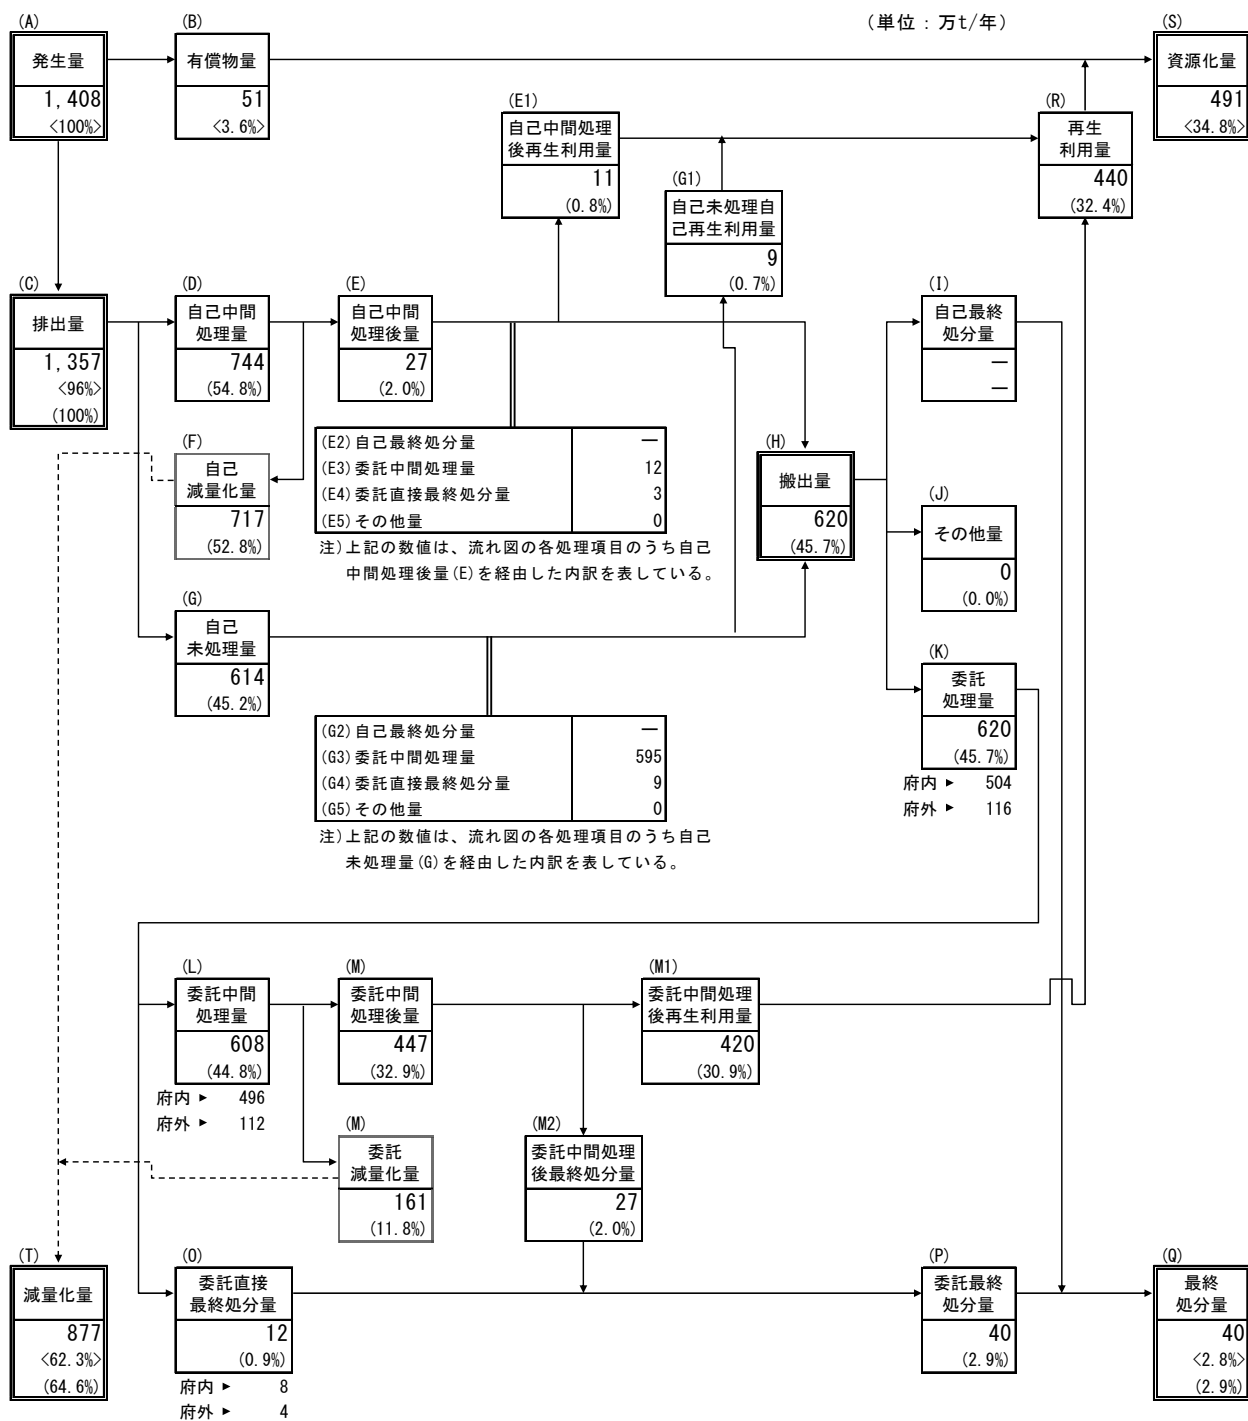 (単位：万t/年)
(A)
発生量
1,408
<100%>
(B)
有償物量
51
<3.6%>
(S)
資源化量
491
<34.8%>
(E1)
自己中間処理
後再生利用量
11
(0.8%)
(G1)
自己未処理自
己再生利用量
9
(0.7%)
(R)
再生
利用量
440
(32.4%)
(C)
排出量
1,357
<96%>
(100%)
(D)
自己中間
処理量
744
(54.8%)
(E)
自己中間
処理後量
27
(2.0%)
(I)
自己最終
処分量
―
―
(F)
自己
減量化量
717
(52.8%)
(E2)自己最終処分量 ―
(E3)委託中間処理量 12
(E4)委託直接最終処分量 3
(E5)その他量 0
注)上記の数値は、流れ図の各処理項目のうち自己
中間処理後量(E)を経由した内訳を表している。
(H)
搬出量
620
(45.7%)
(J)
その他量
0
(0.0%)
(G)
自己
未処理量
614
(45.2%)
(G2)自己最終処分量 ―
(G3)委託中間処理量 595
(G4)委託直接最終処分量 9
(G5)その他量 0
注)上記の数値は、流れ図の各処理項目のうち自己
未処理量(G)を経由した内訳を表している。
(K)
委託
処理量
620
(45.7%)
府内 ► 504
府外 ► 116
(L)
委託中間
処理量
608
(44.8%)
府内 ► 496
府外 ► 112
(M)
委託中間
処理後量
447
(32.9%)
(M1)
委託中間処理
後再生利用量
420
(30.9%)
(M)
委託
減量化量
161
(11.8%)
(M2)
委託中間処理
後最終処分量
27
(2.0%)
(T)
減量化量
877
<62.3%>
(64.6%)
(O)
委託直接
最終処分量
12
(0.9%)
府内 ► 8
府外 ► 4
(P)
委託最終
処分量
40
(2.9%)
(Q)
最終
処分量
40
<2.8%>
(2.9%)